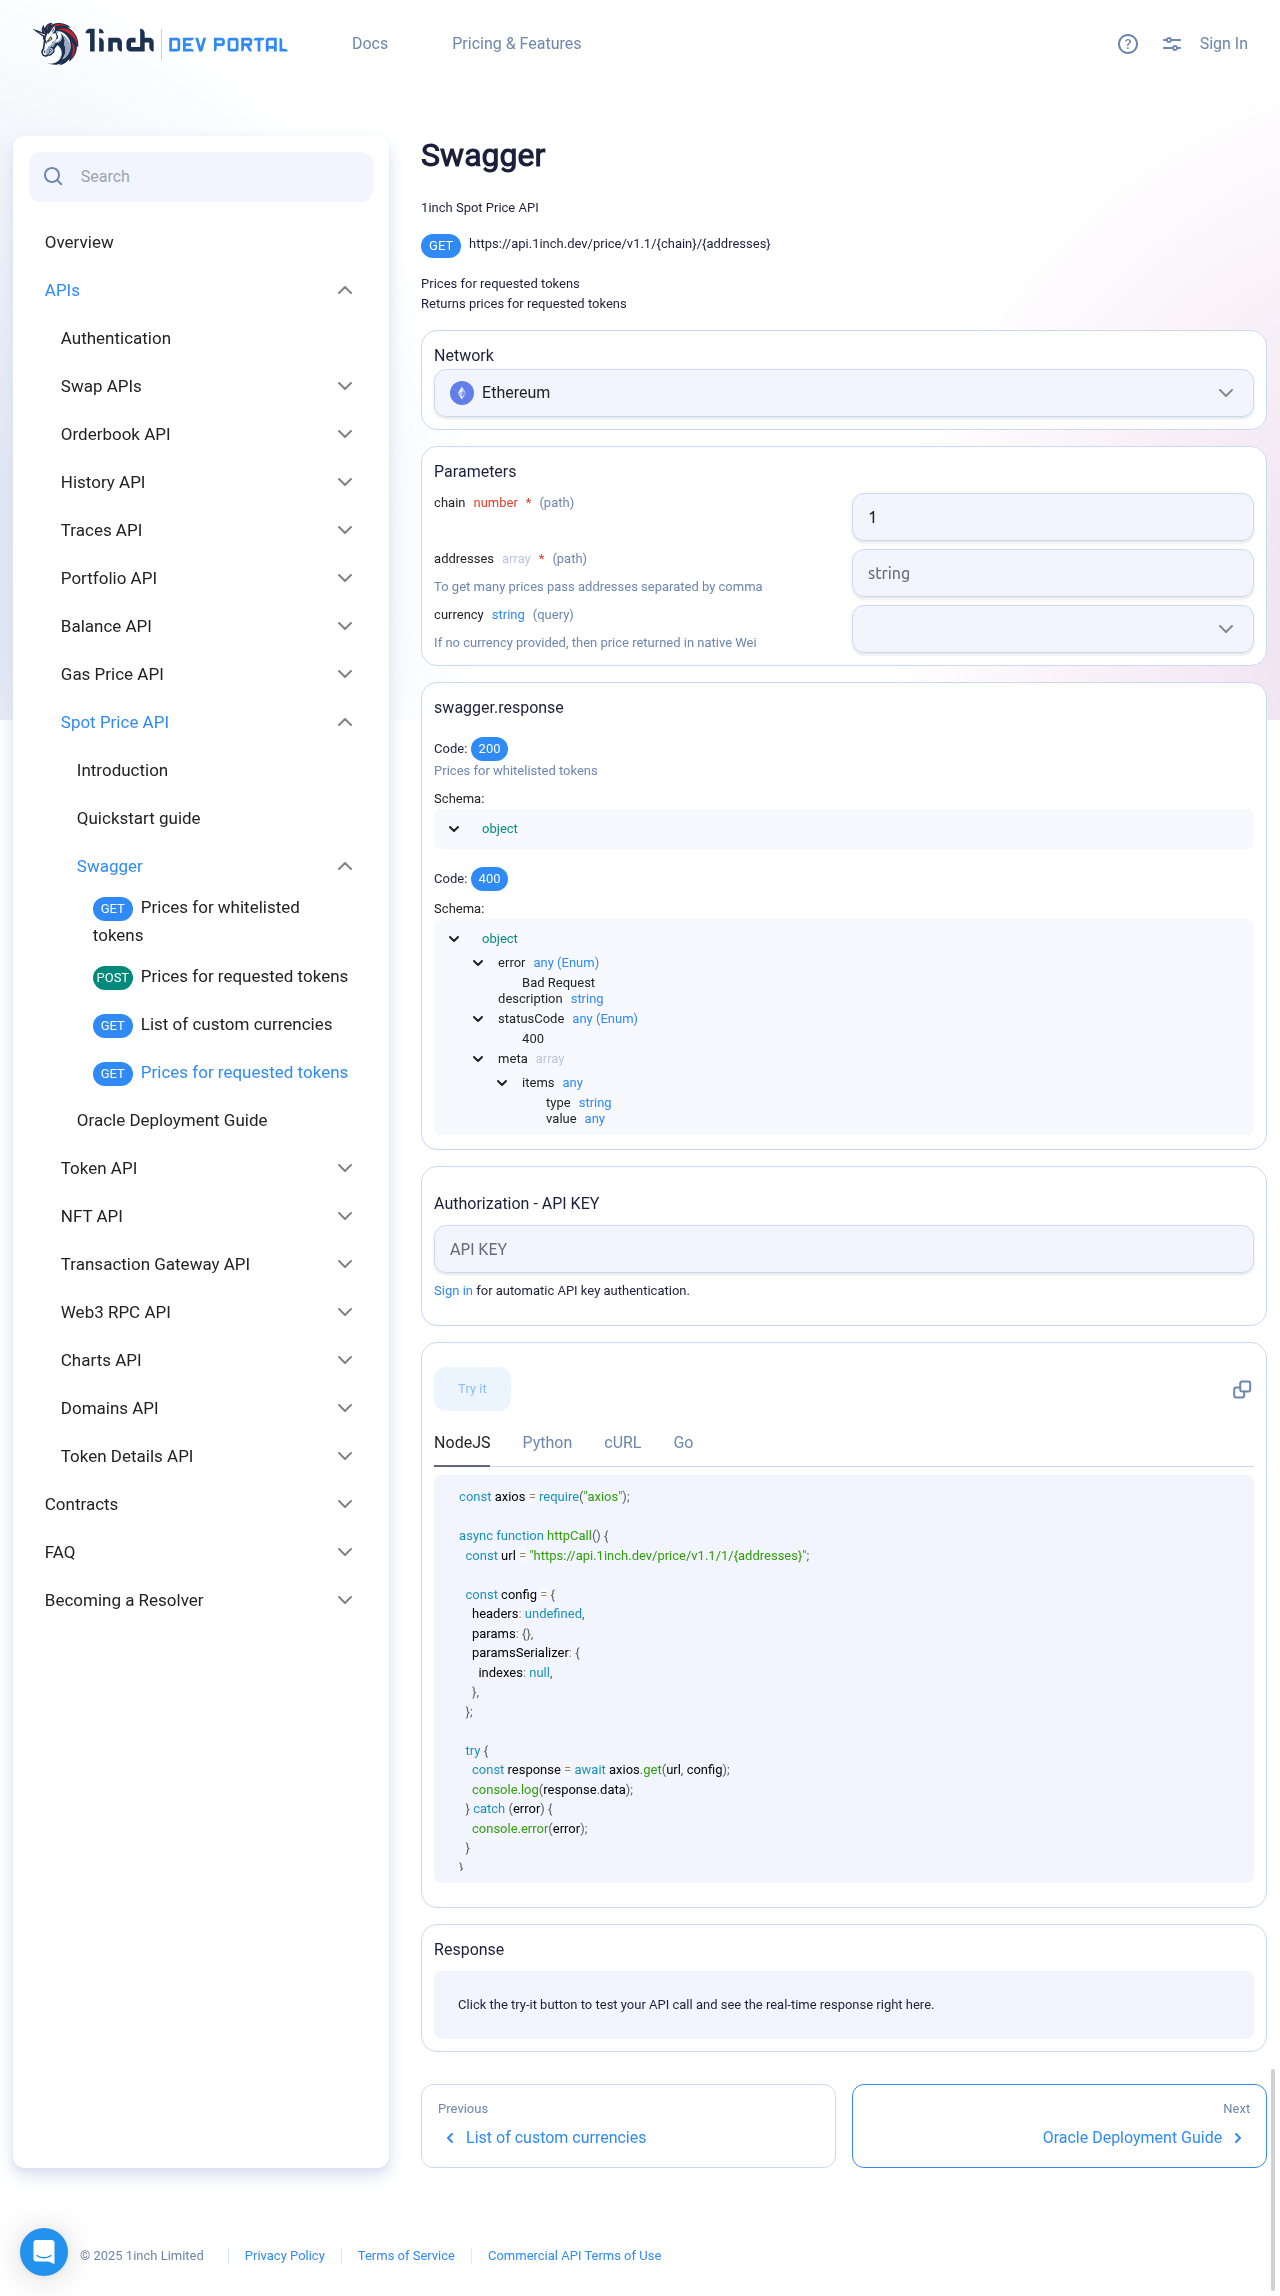 1inch DEV PORTAL
Docs
Pricing & Features
Sign In
Search
Overview
APIs
Authentication
Swap APIs
Orderbook API
History API
Traces API
Portfolio API
Balance API
Gas Price API
Spot Price API
Introduction
Quickstart guide
Swagger
GET Prices for whitelisted
tokens
POST Prices for requested tokens
GET List of custom currencies
GET Prices for requested tokens
Oracle Deployment Guide
Token API
NFT API
Transaction Gateway API
Web3 RPC API
Charts API
Domains API
Token Details API
Contracts
FAQ
Becoming a Resolver
Swagger
1inch Spot Price API
GET https://api.1inch.dev/price/v1.1/{chain}/{addresses}
Prices for requested tokens
Returns prices for requested tokens
Network
Ethereum
Parameters
chain number * (path)
1
addresses array * (path)
To get many prices pass addresses separated by comma
string
currency string (query)
If no currency provided, then price returned in native Wei
swagger.response
Code: 200
Prices for whitelisted tokens
Schema:
object
Code: 400
Schema:
object
error any (Enum)
Bad Request
description string
statusCode any (Enum)
400
meta array
items any
type string
value any
Authorization - API KEY
API KEY
Sign in for automatic API key authentication.
Try it
NodeJS Python cURL Go
const axios = require("axios");
async function httpCall() {
const url = "https://api.1inch.dev/price/v1.1/1/{addresses}";
const config = {
headers: undefined,
params: {},
paramsSerializer: {
indexes: null,
},
};
try {
const response = await axios.get(url, config);
console.log(response.data);
} catch (error) {
console.error(error);
}
}
Response
Click the try-it button to test your API call and see the real-time response right here.
Previous
List of custom currencies
Next
Oracle Deployment Guide
© 2025 1inch Limited
Privacy Policy
Terms of Service
Commercial API Terms of Use